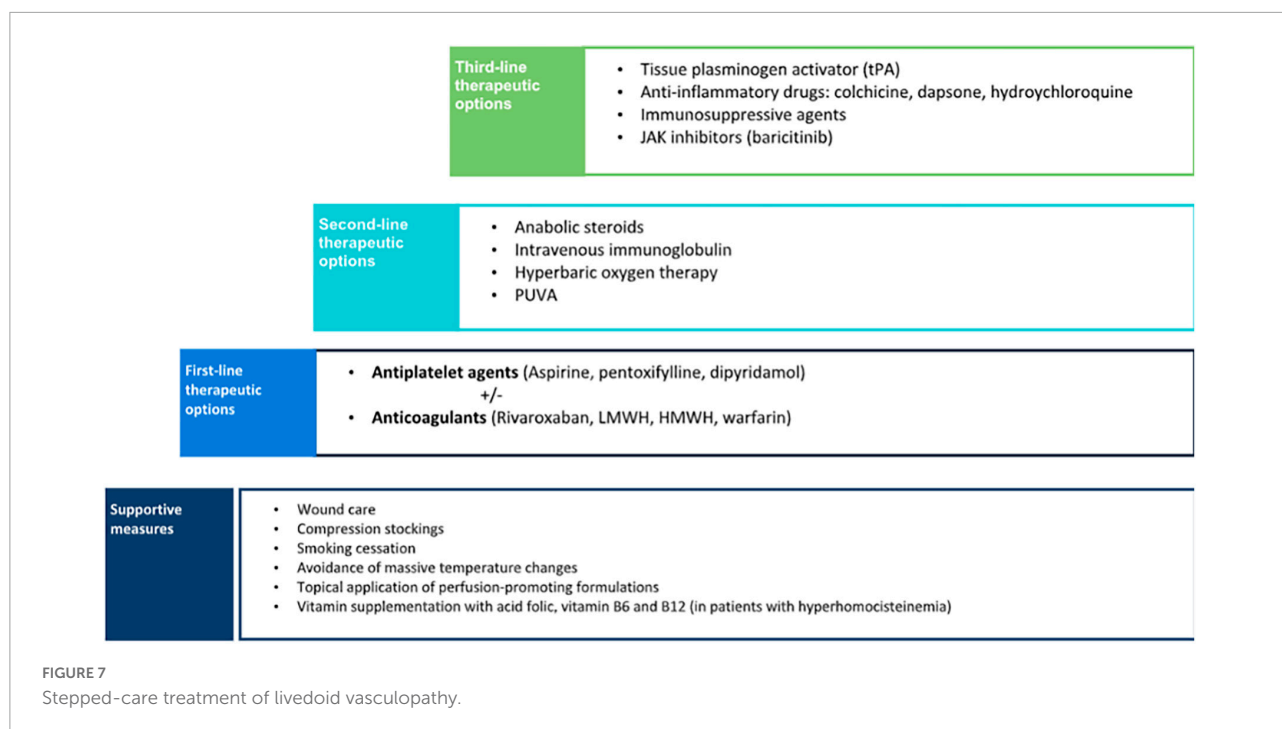 Third-line
therapeutic
options
• Tissue plasminogen activator (tPA)
• Anti-inflammatory drugs: colchicine, dapsone, hydroychloroquine
• Immunosuppressive agents
• JAK inhibitors (baricitinib)
Second-line
therapeutic
options
• Anabolic steroids
• Intravenous immunoglobulin
• Hyperbaric oxygen therapy
• PUVA
First-line
therapeutic
options
• Antiplatelet agents (Aspirine, pentoxifylline, dipyridamol)
+/-
• Anticoagulants (Rivaroxaban, LMWH, HMWH, warfarin)
Supportive
measures
• Wound care
• Compression stockings
• Smoking cessation
• Avoidance of massive temperature changes
• Topical application of perfusion-promoting formulations
• Vitamin supplementation with acid folic, vitamin B6 and B12 (in patients with hyperhomocisteinemia)
FIGURE 7
Stepped-care treatment of livedoid vasculopathy.